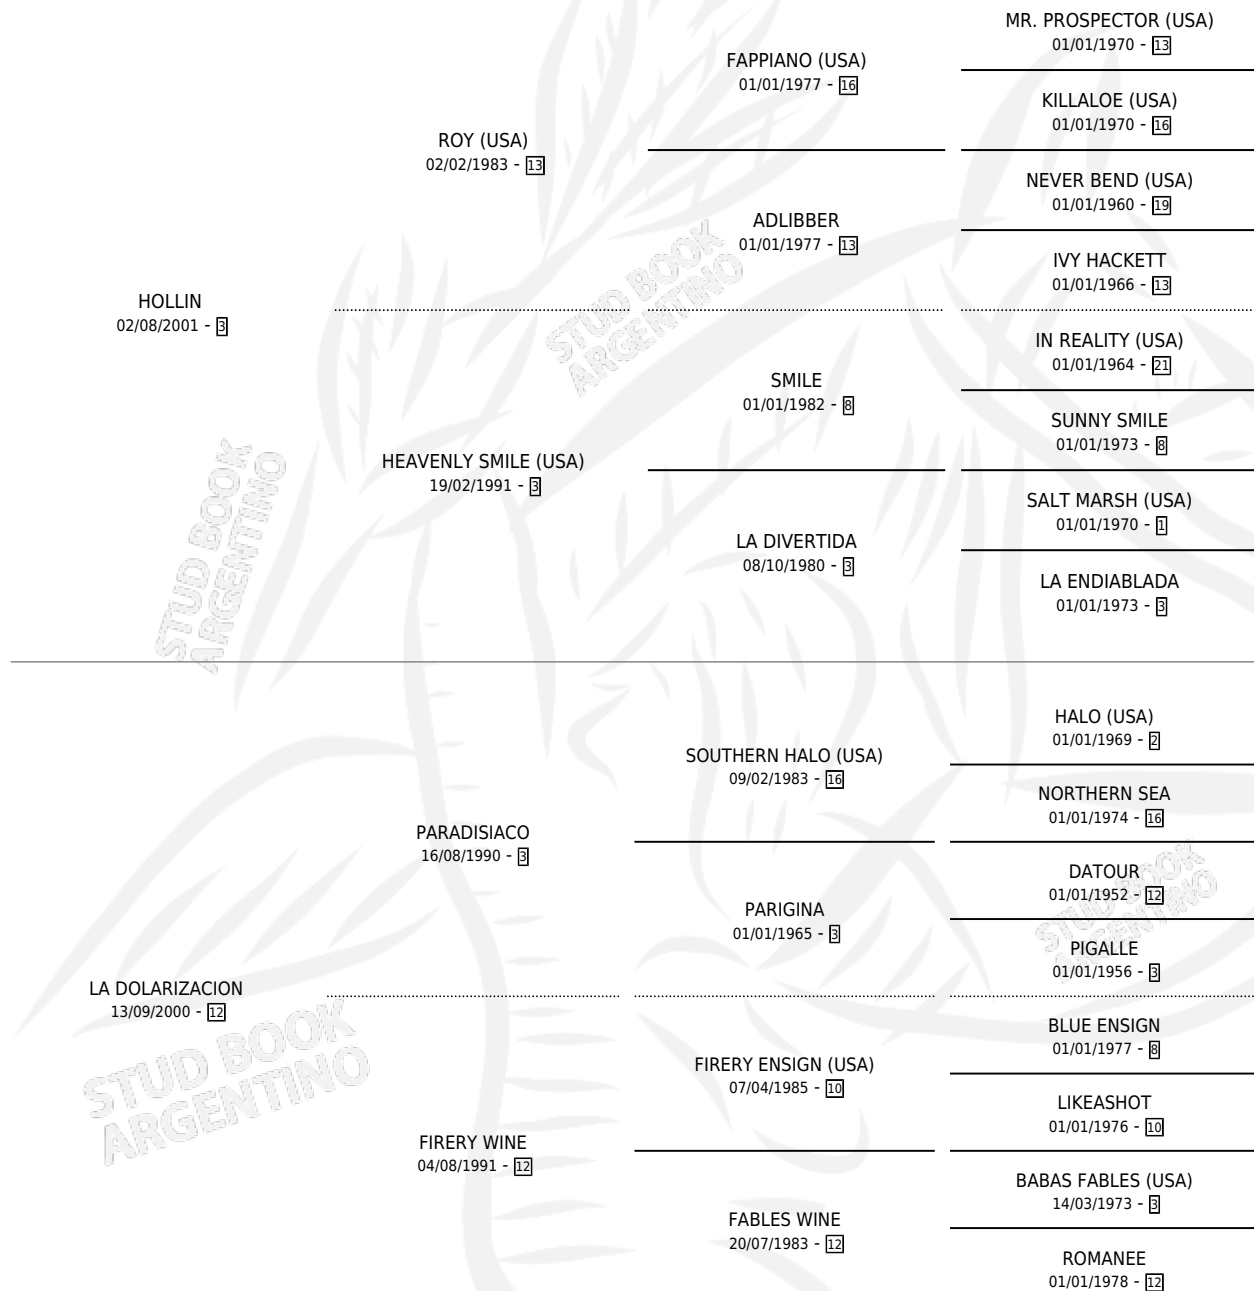 MR. PROSPECTOR (USA)
01/01/1970 - 13
FAPPIANO (USA)
01/01/1977 - 16
KILLALOE (USA)
01/01/1970 - 16
ROY (USA)
02/02/1983 - 13
NEVER BEND (USA)
01/01/1960 - 19
ADLIBBER
01/01/1977 - 13
IVY HACKETT
01/01/1966 - 13
HOLLIN
02/08/2001 - 3
IN REALITY (USA)
01/01/1964 - 21
SMILE
01/01/1982 - 8
SUNNY SMILE
01/01/1973 - 8
HEAVENLY SMILE (USA)
19/02/1991 - 3
SALT MARSH (USA)
01/01/1970 - 1
LA DIVERTIDA
08/10/1980 - 3
LA ENDIABLADA
01/01/1973 - 3
HALO (USA)
01/01/1969 - 2
SOUTHERN HALO (USA)
09/02/1983 - 16
NORTHERN SEA
01/01/1974 - 16
PARADISIACO
16/08/1990 - 3
DATOUR
01/01/1952 - 12
PARIGINA
01/01/1965 - 3
PIGALLE
01/01/1956 - 3
LA DOLARIZACION
13/09/2000 - 12
BLUE ENSIGN
01/01/1977 - 8
FIRERY ENSIGN (USA)
07/04/1985 - 10
LIKEASHOT
01/01/1976 - 10
FIRERY WINE
04/08/1991 - 12
BABAS FABLES (USA)
14/03/1973 - 3
FABLES WINE
20/07/1983 - 12
ROMANEE
01/01/1978 - 12
STUD BOOK
ARGENTINO
STUD BOOK
ARGENTINO
STUD BOOK
ARGENTINO
STUD BOOK
ARGENTINO